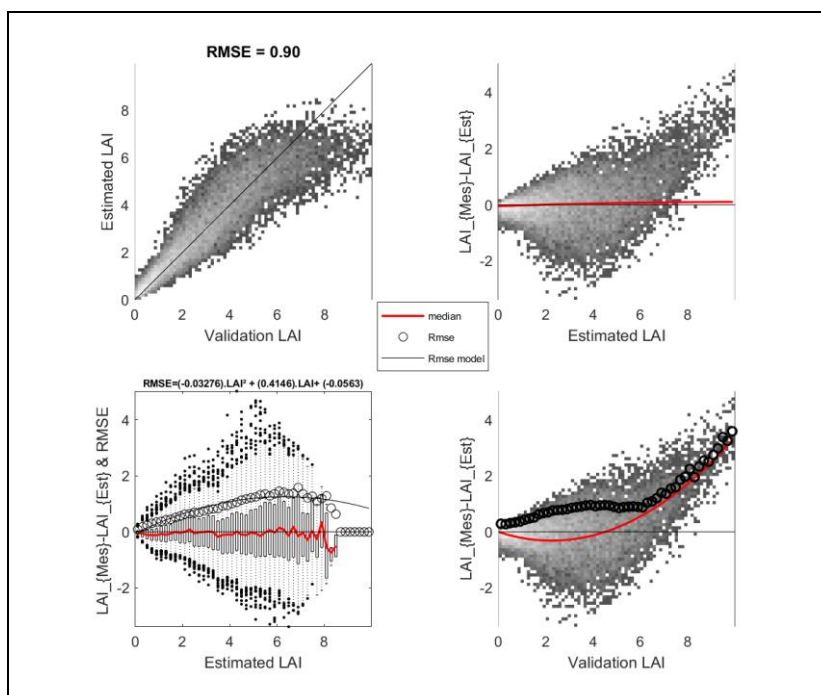 RMSE = 0.90
8
6
4
2
0
Estimated LAI
0 2 4 6 8
Validation LAI
4
2
0
-2
LAI_{Mes}-LAI_{Est}
0 2 4 6 8
Estimated LAI
median
Rmse
Rmse model
RMSE=(-0.03276).LAI² + (0.4146).LAI+ (-0.0563)
4
2
0
-2
LAI_{Mes}-LAI_{Est} & RMSE
0 2 4 6 8
Estimated LAI
4
2
0
-2
LAI_{Mes}-LAI_{Est}
0 2 4 6 8
Validation LAI